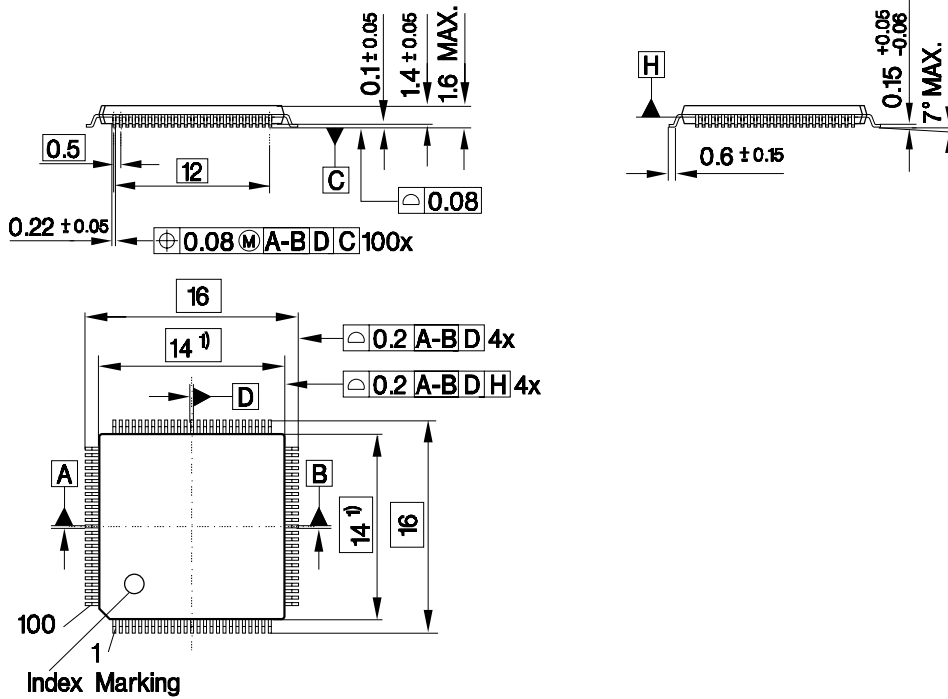 0.1 ± 0.05
1.4 ± 0.05
1.6 MAX.
H
0.15 +0.05 -0.06
7° MAX.
0.5
12
C
0.08
0.6 ± 0.15
0.22 ± 0.05
0.08 M A-B D C 100x
16
0.2 A-B D 4x
14 1)
0.2 A-B D H 4x
D
A
B
14 1)
16
100
1
Index Marking